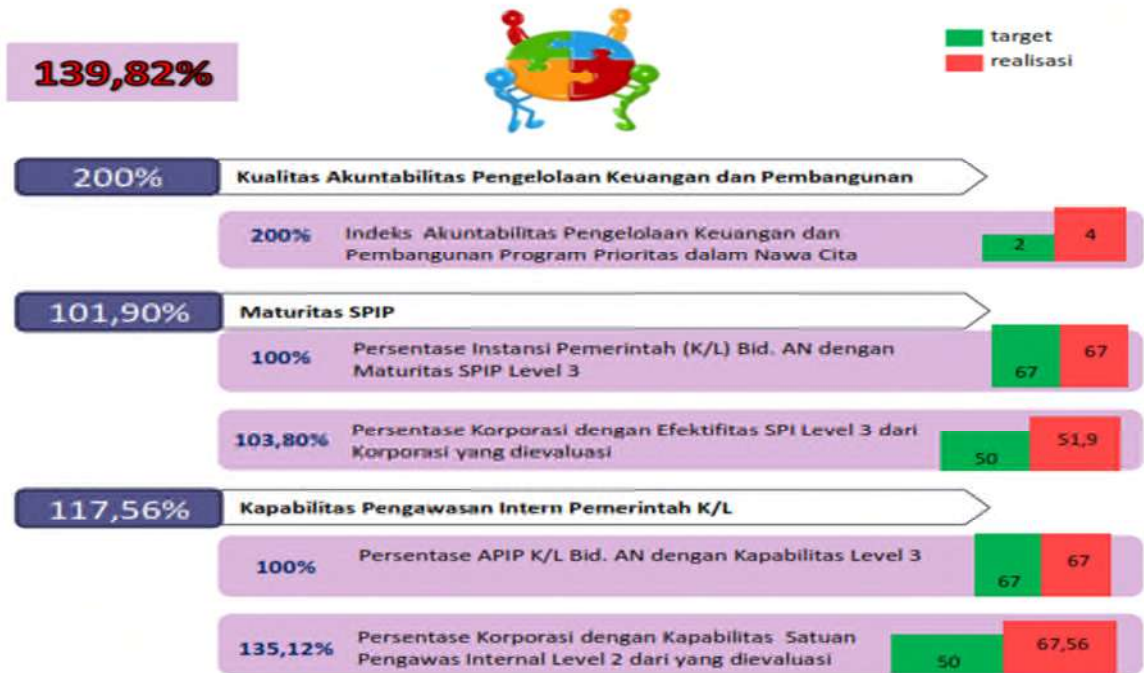 139,82%
target
realisasi
200%
Kualitas Akuntabilitas Pengelolaan Keuangan dan Pembangunan
200%
Indeks Akuntabilitas Pengelolaan Keuangan dan
Pembangunan Program Prioritas dalam Nawa Cita
2
4
101,90%
Maturitas SPIP
100%
Persentase Instansi Pemerintah (K/L) Bid. AN dengan
Maturitas SPIP Level 3
67
67
103,80%
Persentase Korporasi dengan Efektifitas SPI Level 3 dari
Korporasi yang dievaluasi
50
51,9
117,56%
Kapabilitas Pengawasan Intern Pemerintah K/L
100%
Persentase APIP K/L Bid. AN dengan Kapabilitas Level 3
67
67
135,12%
Persentase Korporasi dengan Kapabilitas Satuan
Pengawas Internal Level 2 dari yang dievaluasi
50
67,56